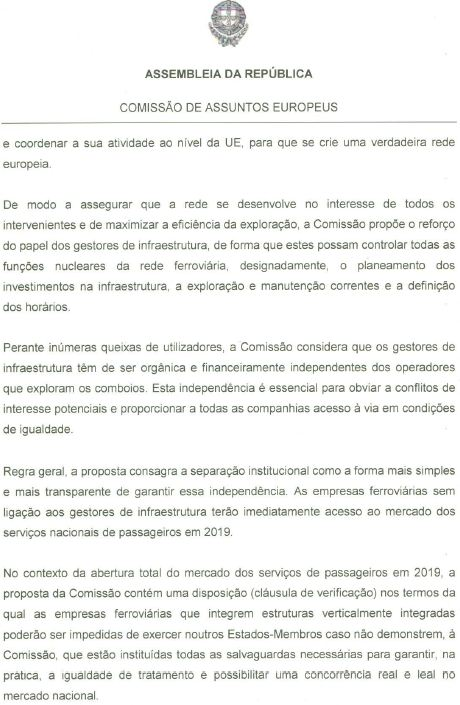 ASSEMBLEIA DA REPÚBLICA
COMISSÃO DE ASSUNTOS EUROPEUS
e coordenar a sua atividade ao nível da UE, para que se crie uma verdadeira rede
europeia.
De modo a assegurar que a rede se desenvolve no interesse de todos os
intervenientes e de maximizar a eficiência da exploração, a Comissão propõe o reforço
do papel dos gestores de infraestrutura, de forma que estes possam controlar todas as
funções nucleares da rede ferroviária, designadamente, o planeamento dos
investimentos na infraestrutura, a exploração e manutenção correntes e a definição
dos horários.
Perante inúmeras queixas de utilizadores, a Comissão considera que os gestores de
infraestrutura têm de ser orgânica e financeiramente independentes dos operadores
que exploram os comboios. Esta independência é essencial para obviar a conflitos de
interesse potenciais e proporcionar a todas as companhias acesso à via em condições
de igualdade.
Regra geral, a proposta consagra a separação institucional como a forma mais simples
e mais transparente de garantir essa independência. As empresas ferroviárias sem
ligação aos gestores de infraestrutura terão imediatamente acesso ao mercado dos
serviços nacionais de passageiros em 2019.
No contexto da abertura total do mercado dos serviços de passageiros em 2019, a
proposta da Comissão contém uma disposição (cláusula de verificação) nos termos da
qual as empresas ferroviárias que integrem estruturas verticalmente integradas
poderão ser impedidas de exercer noutros Estados-Membros caso não demonstrem, à
Comissão, que estão instituídas todas as salvaguardas necessárias para garantir, na
prática, a igualdade de tratamento e possibilitar uma concorrência real e leal no
mercado nacional.